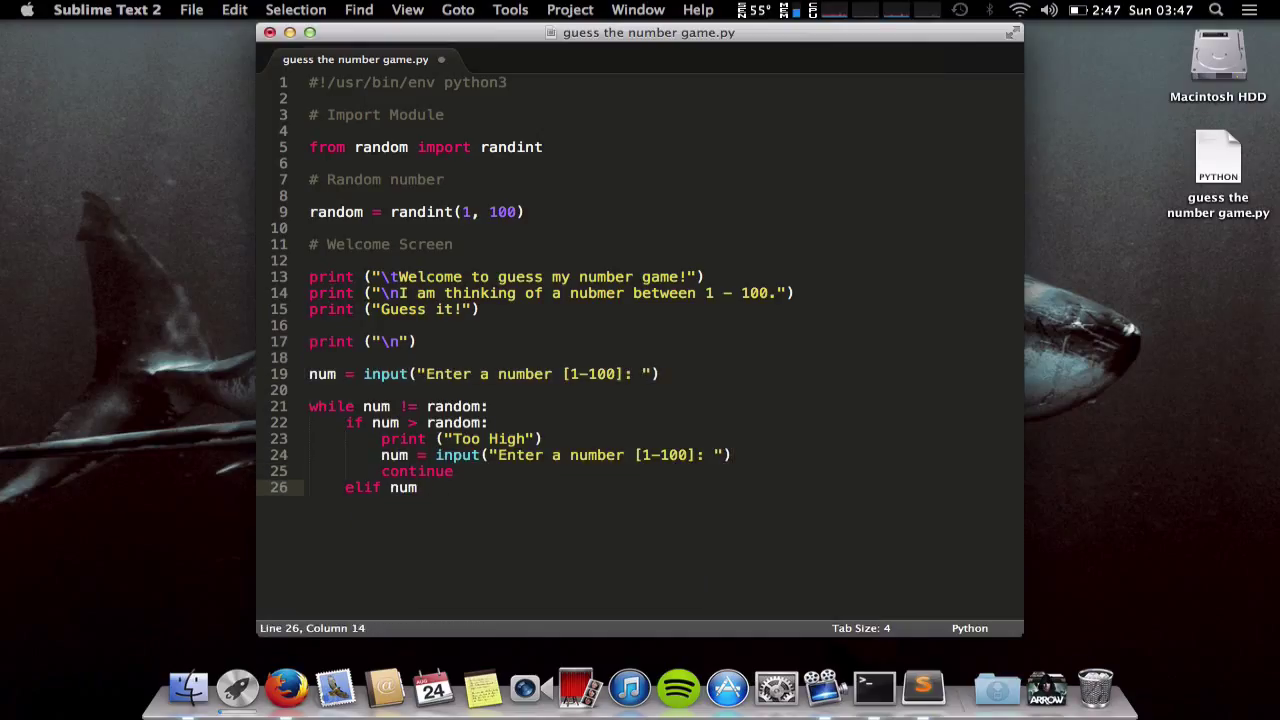 Sublime Text 2 File Edit Selection Find View Goto Tools Project Window Help 55° 2:47 Sun 03:47
guess the number game.py
guess the number game.py
1 #!/usr/bin/env python3
2
3 # Import Module
4
5 from random import randint
6
7 # Random number
8
9 random = randint(1, 100)
10
11 # Welcome Screen
12
13 print ("\tWelcome to guess my number game!")
14 print ("\nI am thinking of a nubmer between 1 - 100.")
15 print ("Guess it!")
16
17 print ("\n")
18
19 num = input("Enter a number [1-100]: ")
20
21 while num != random:
22 if num > random:
23 print ("Too High")
24 num = input("Enter a number [1-100]: ")
25 continue
26 elif num
Line 26, Column 14 Tab Size: 4 Python
Macintosh HDD
PYTHON
guess the
number game.py
AUG
24
ARROW